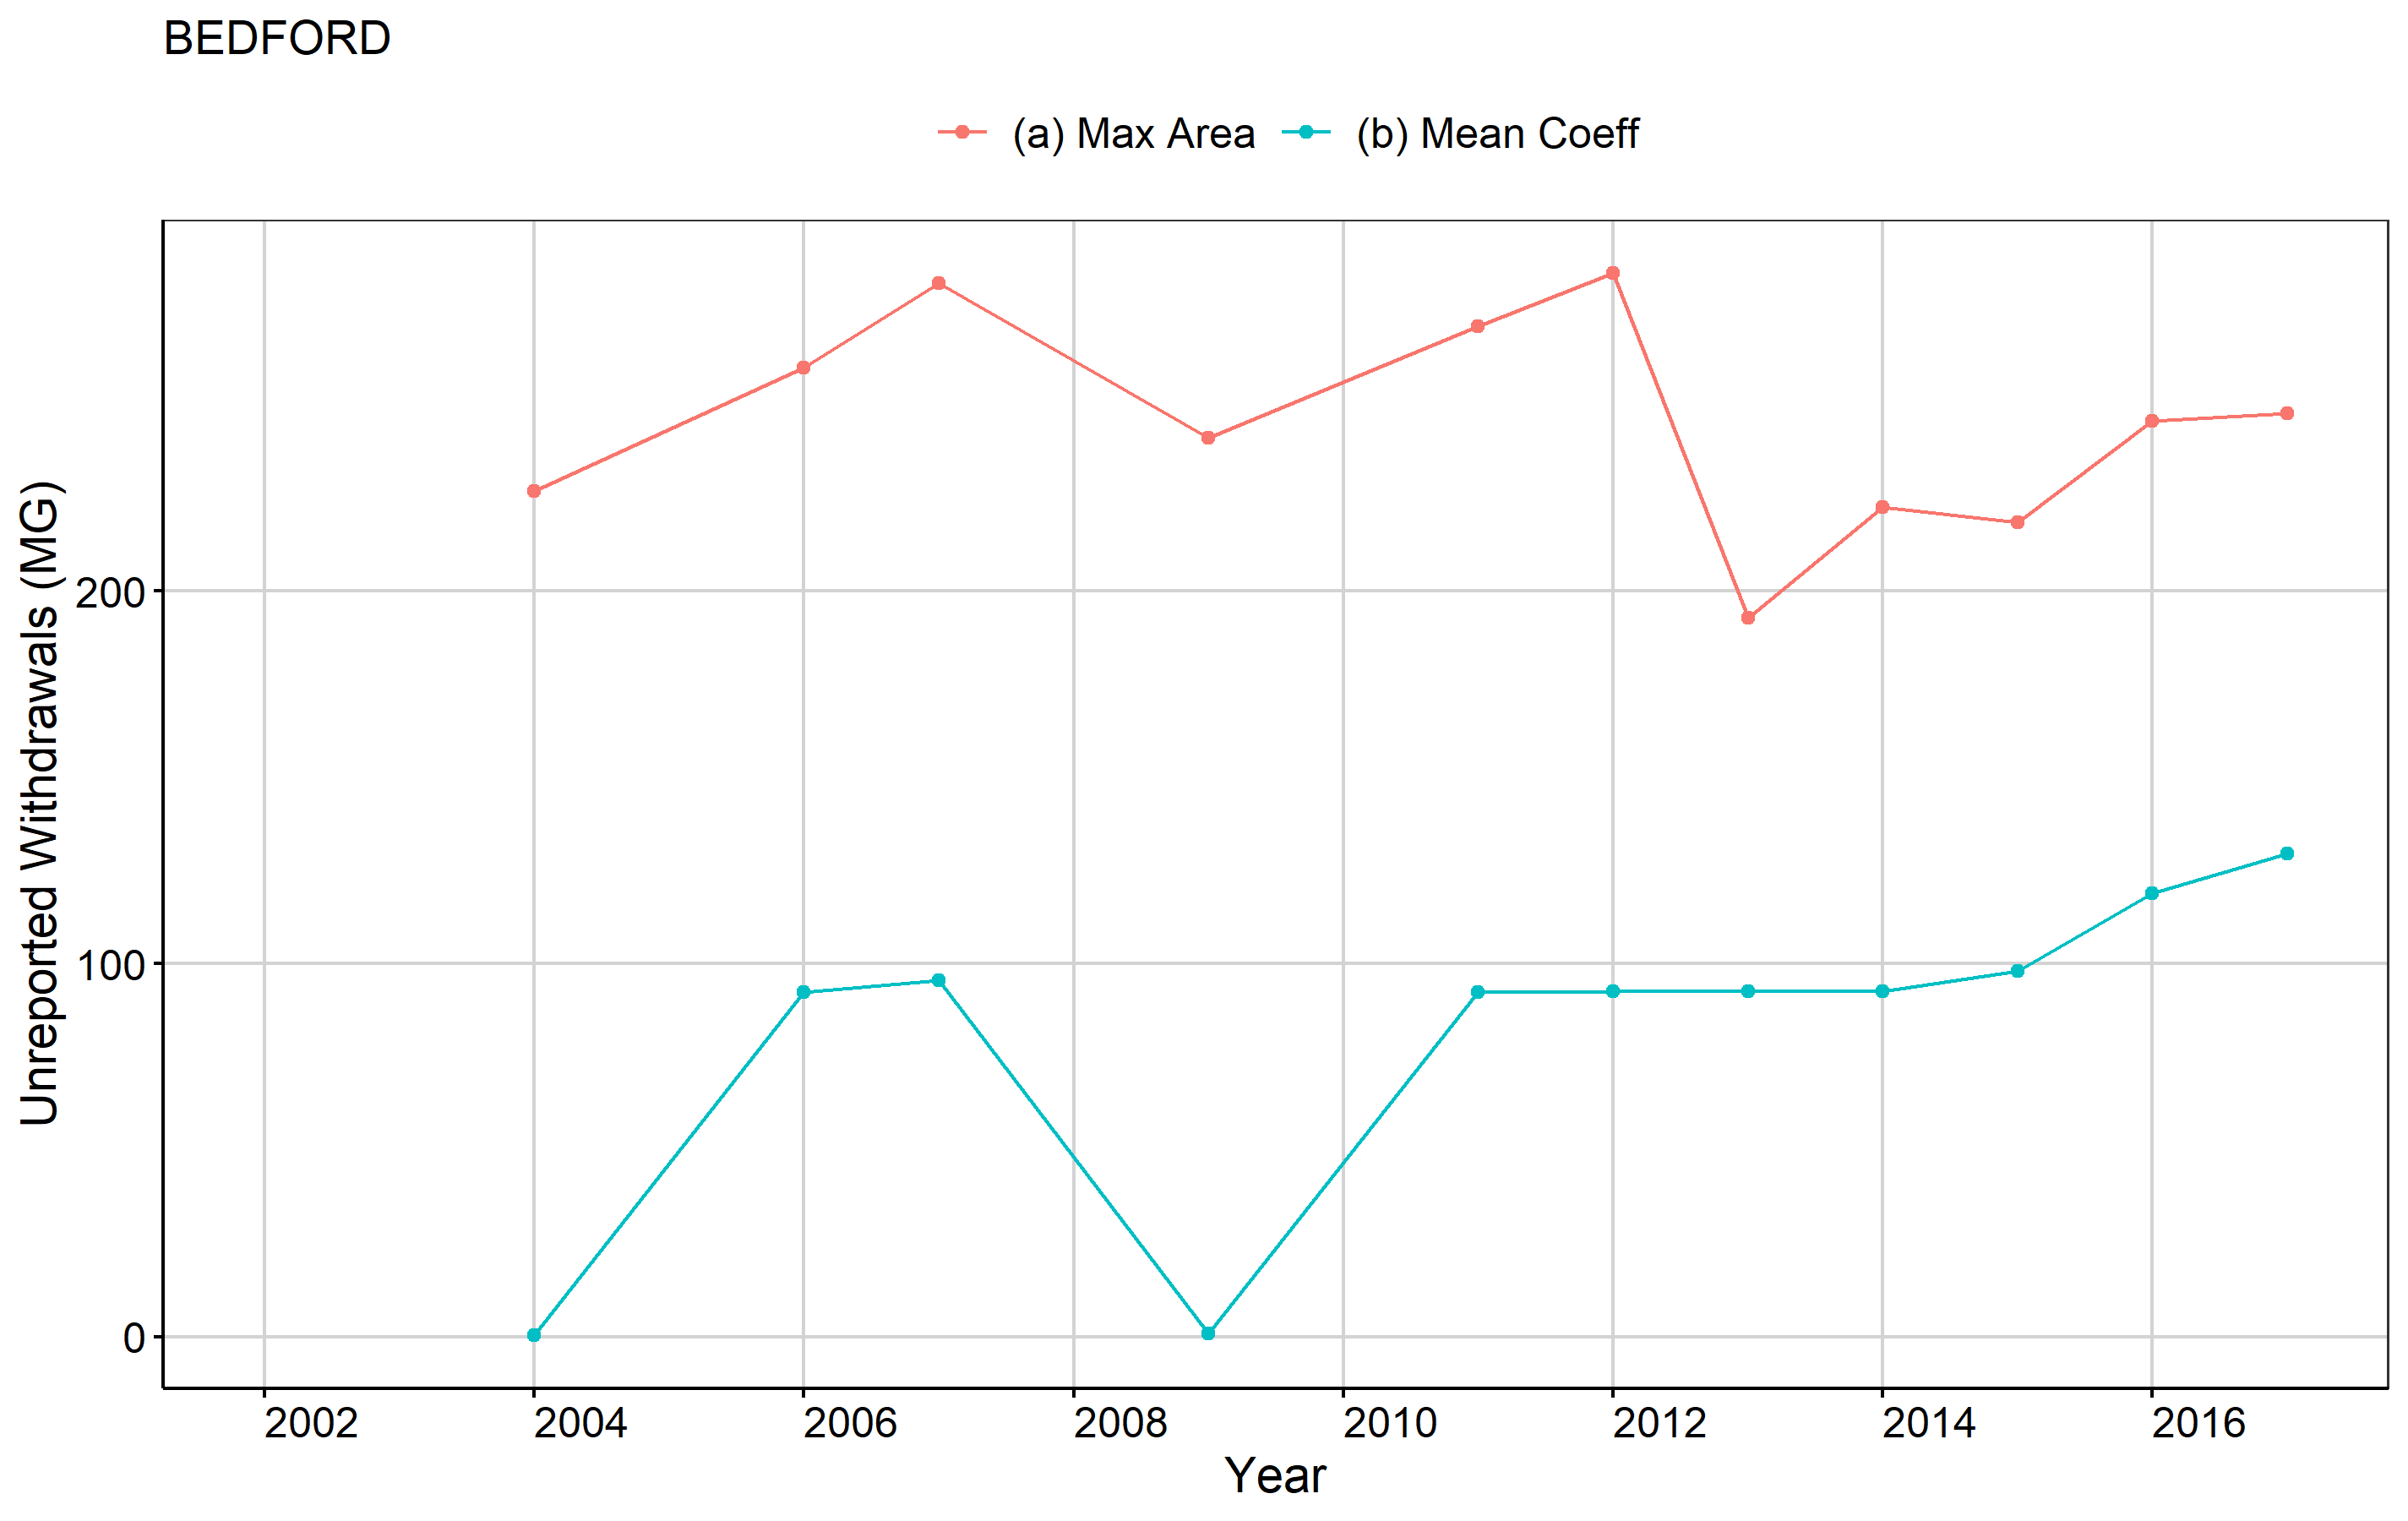 BEDFORD
(a) Max Area (b) Mean Coeff
Unreported Withdrawals (MG)
200
100
0
2002 2004 2006 2008 2010 2012 2014 2016
Year